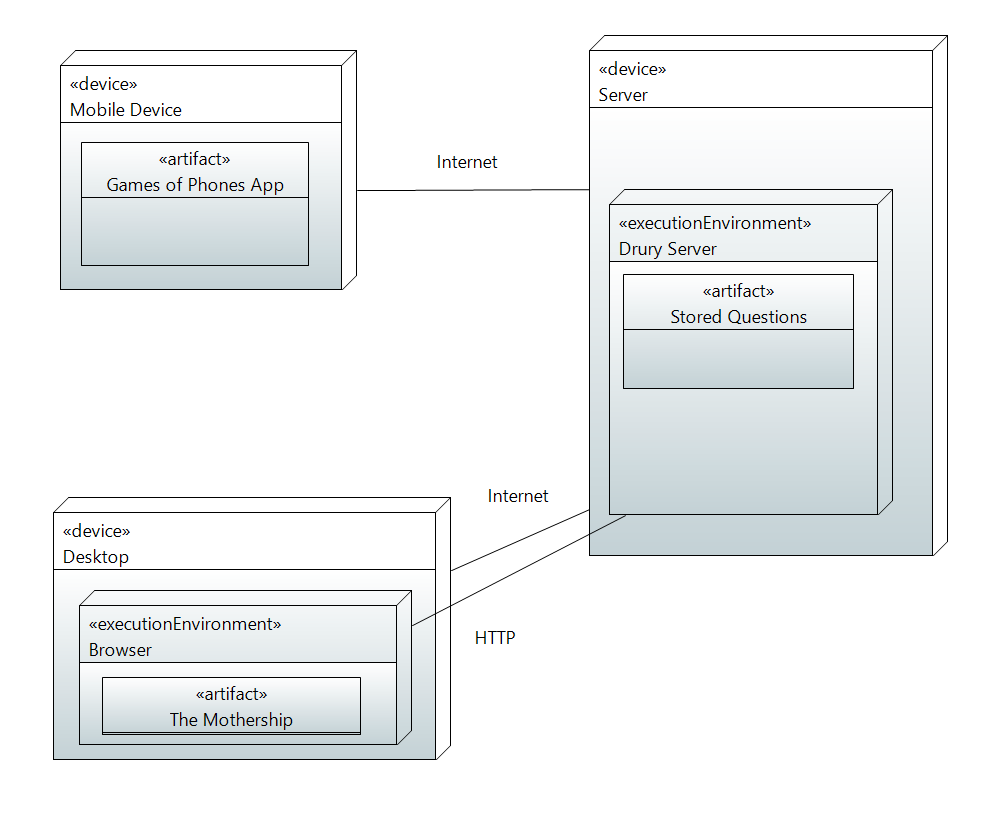 «device»
Mobile Device
«artifact»
Games of Phones App
Internet
«device»
Server
«executionEnvironment»
Drury Server
«artifact»
Stored Questions
Internet
«device»
Desktop
«executionEnvironment»
Browser
«artifact»
The Mothership
HTTP